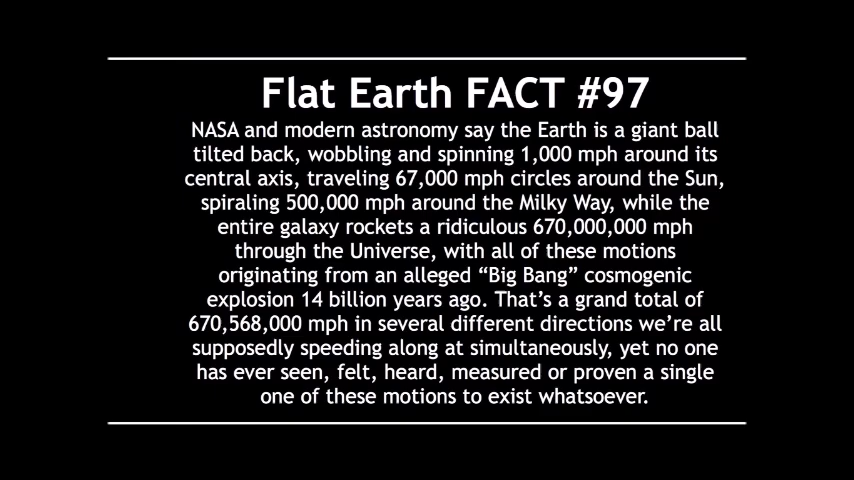 Flat Earth FACT #97
NASA and modern astronomy say the Earth is a giant ball
tilted back, wobbling and spinning 1,000 mph around its
central axis, traveling 67,000 mph circles around the Sun,
spiraling 500,000 mph around the Milky Way, while the
entire galaxy rockets a ridiculous 670,000,000 mph
through the Universe, with all of these motions
originating from an alleged “Big Bang” cosmogenic
explosion 14 billion years ago. That’s a grand total of
670,568,000 mph in several different directions we’re all
supposedly speeding along at simultaneously, yet no one
has ever seen, felt, heard, measured or proven a single
one of these motions to exist whatsoever.